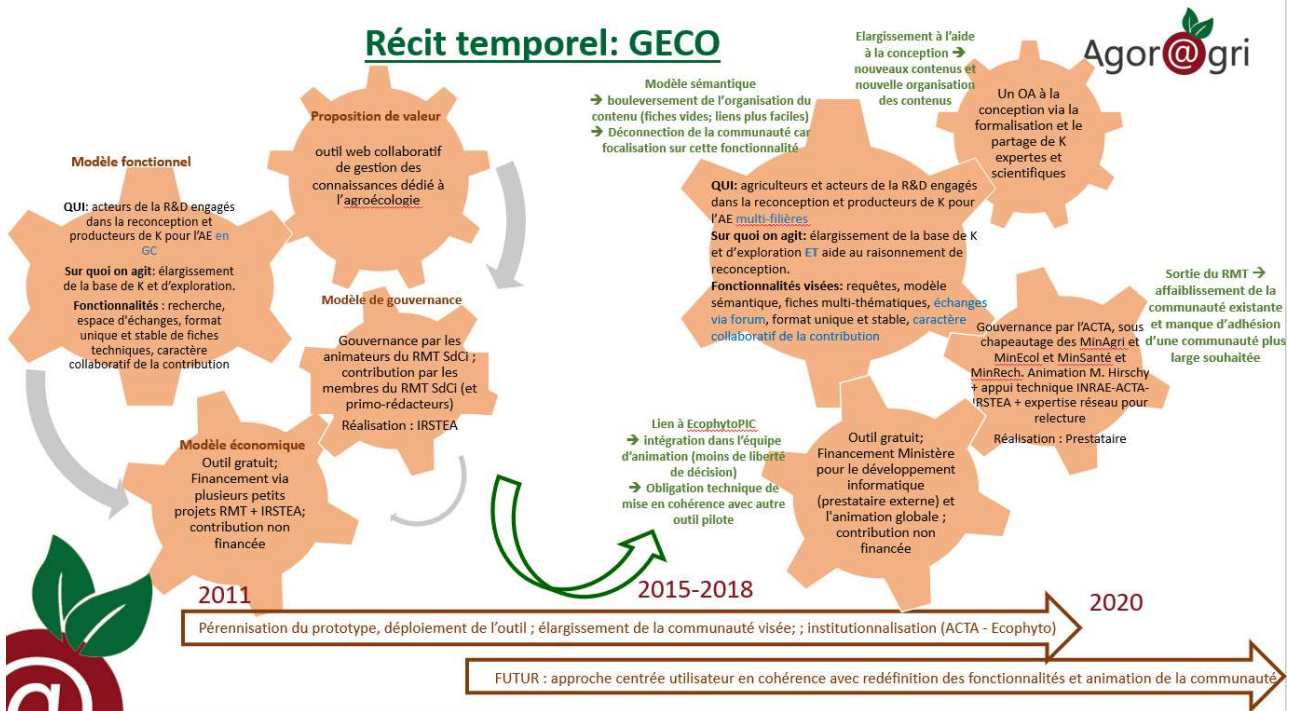 Récit temporel: GECO
Agor@gri
Modèle fonctionnel
QUI: acteurs de la R&D engagés
dans la reconception et
producteurs de K pour l'AE en
GC
Sur quoi on agit: élargissement
de la base de K et d'exploration.
Fonctionnalités : recherche,
espace d'échanges, format
unique et stable de fiches
techniques, caractère
collaboratif de la contribution
Proposition de valeur
outil web collaboratif
de gestion des
connaissances dédié à
l'agroécologie
Modèle de gouvernance
Gouvernance par les
animateurs du RMT SdCi ;
contribution par les
membres du RMT SdCi (et
primo-rédacteurs)
Réalisation : IRSTEA
Modèle économique
Outil gratuit;
Financement via
plusieurs petits
projets RMT + IRSTEA;
contribution non
financée
Modèle sémantique
→ bouleversement de l'organisation du
contenu (fiches vides; liens plus faciles)
→ Déconnection de la communauté car
focalisation sur cette fonctionnalité
Elargissement à l'aide
à la conception →
nouveaux contenus et
nouvelle organisation
des contenus
Un OA à la
conception via la
formalisation et le
partage de K
expertes et
scientifiques
QUI: agriculteurs et acteurs de la R&D engagés
dans la reconception et producteurs de K pour
l'AE multi-filières
Sur quoi on agit: élargissement de la base de K
et d'exploration ET aide au raisonnement de
reconception.
Fonctionnalités visées: requêtes, modèle
sémantique, fiches multi-thématiques, échanges
via forum, format unique et stable, caractère
collaboratif de la contribution
Sortie du RMT →
affaiblissement de la
communauté existante
et manque d'adhésion
d'une communauté plus
large souhaitée
Gouvernance par l'ACTA, sous
chapeautage des MinAgri et
MinEcol et MinSanté et
MinRech. Animation M. Hirschy
+ appui technique INRAE-ACTA-
IRSTEA + expertise réseau pour
relecture
Réalisation : Prestataire
Lien à EcophytoPIC
→ intégration dans l'équipe
d'animation (moins de liberté
de décision)
→ Obligation technique de
mise en cohérence avec autre
outil pilote
Outil gratuit;
Financement Ministère
pour le développement
informatique
(prestataire externe) et
l'animation globale ;
contribution non
financée
2011
2015-2018
2020
Pérennisation du prototype, déploiement de l'outil ; élargissement de la communauté visée; ; institutionnalisation (ACTA - Ecophyto)
FUTUR : approche centrée utilisateur en cohérence avec redéfinition des fonctionnalités et animation de la communauté
@